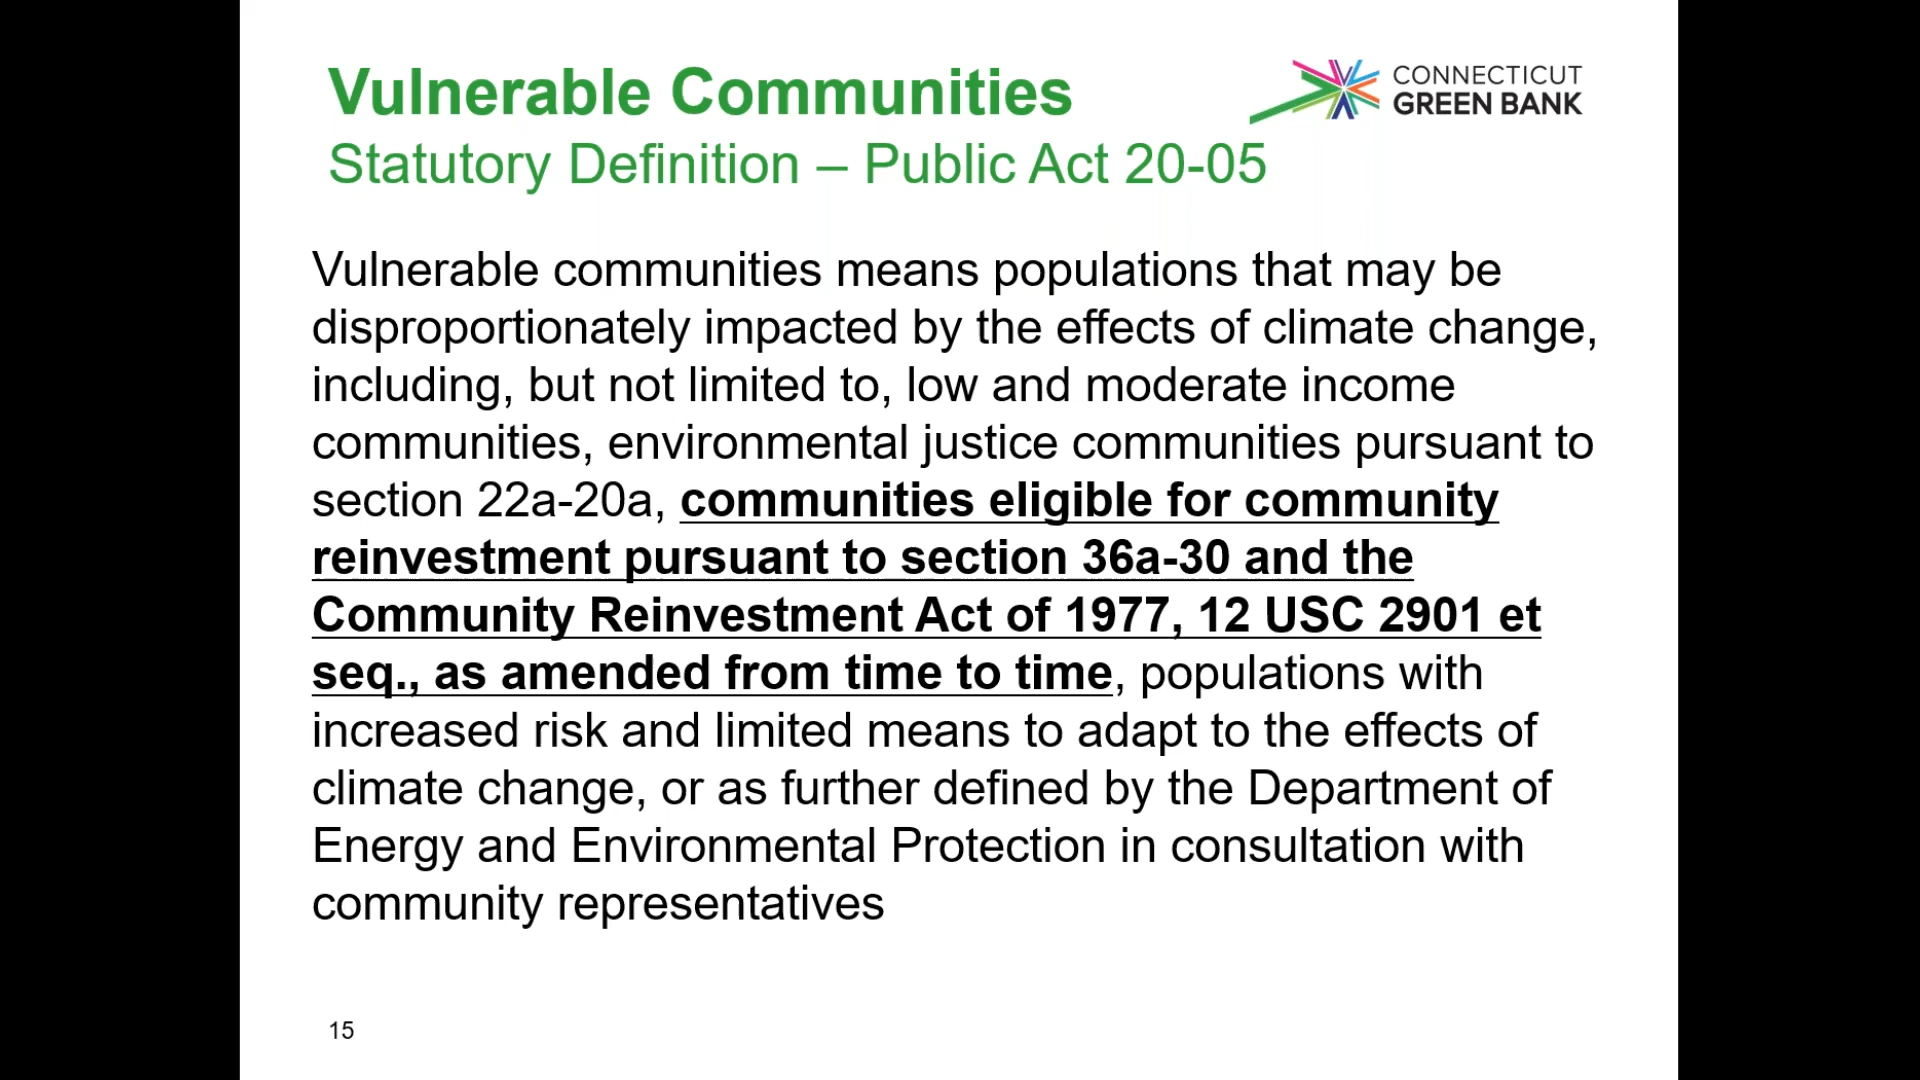 Vulnerable Communities
CONNECTICUT
GREEN BANK
Statutory Definition – Public Act 20-05
Vulnerable communities means populations that may be
disproportionately impacted by the effects of climate change,
including, but not limited to, low and moderate income
communities, environmental justice communities pursuant to
section 22a-20a, communities eligible for community
reinvestment pursuant to section 36a-30 and the
Community Reinvestment Act of 1977, 12 USC 2901 et
seq., as amended from time to time, populations with
increased risk and limited means to adapt to the effects of
climate change, or as further defined by the Department of
Energy and Environmental Protection in consultation with
community representatives
15